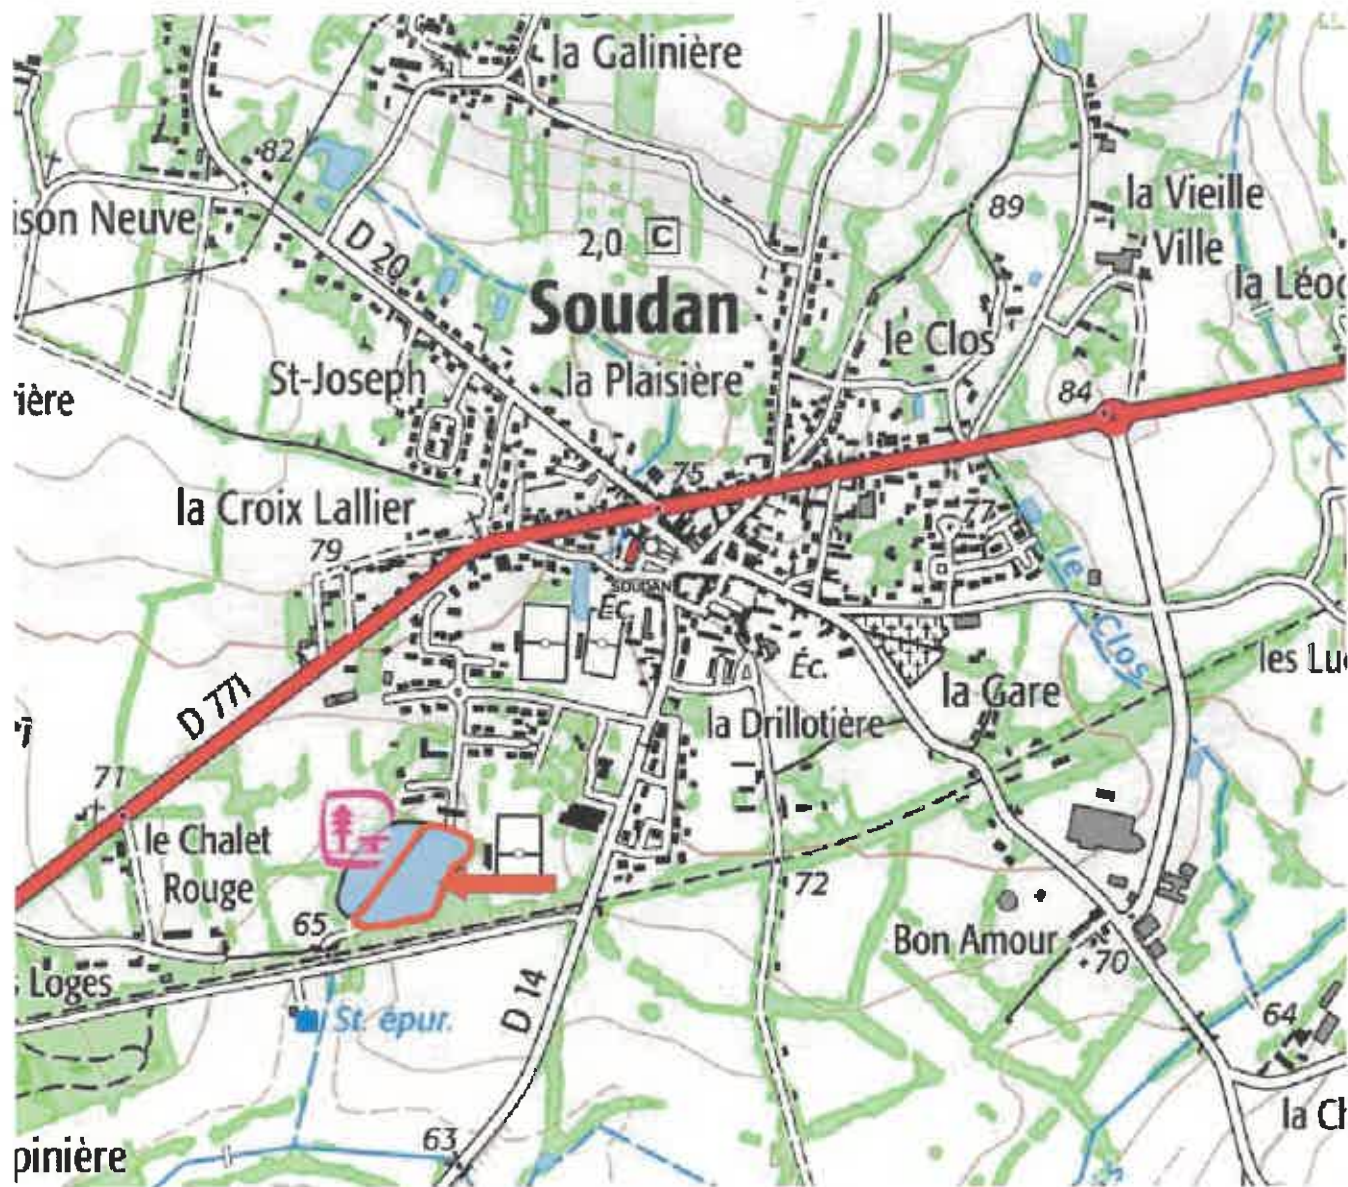 la Galinière
82
ison Neuve
89
la Vieille
Ville
D 20
2,0 C
Soudan
la Léoc
le Clos
St-Joseph
la Plaisière
84
ière
75
la Croix Lallier
77
79
le Clos
SOUDAN
Éc.
Éc.
les Lu
la Gare
D 771
la Drillotière
71
le Chalet
Rouge
72
65
Bon Amour
70
Loges
St. épur.
D 14
64
63
la Ch
pinière